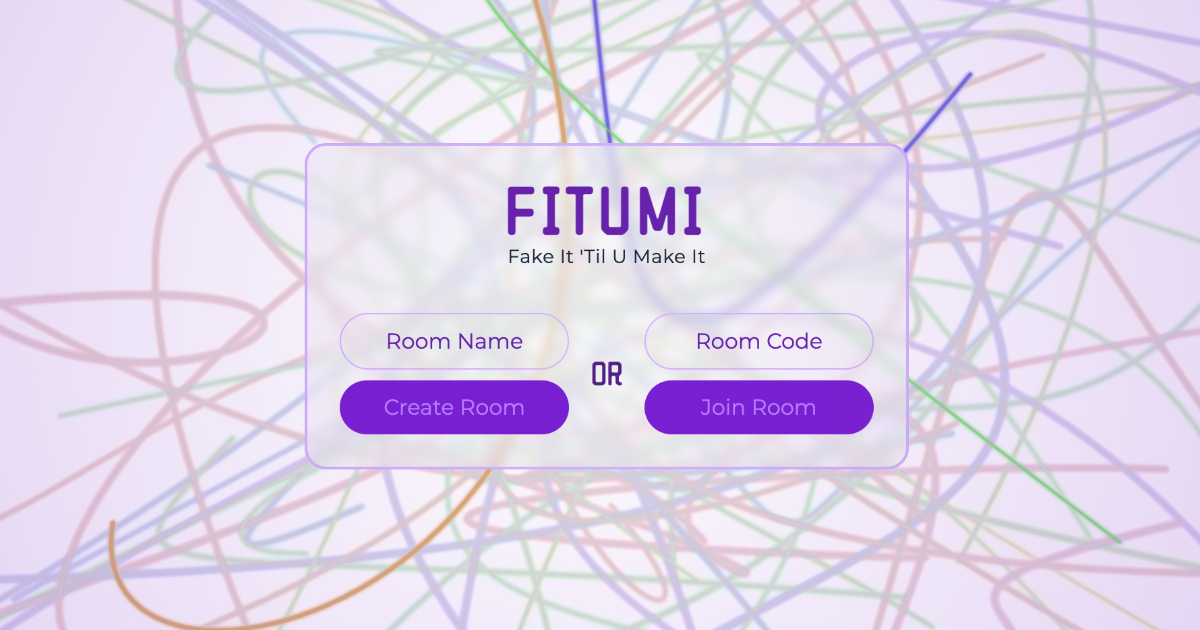 FITUMI
Fake It 'Til U Make It
Room Name
Create Room
OR
Room Code
Join Room